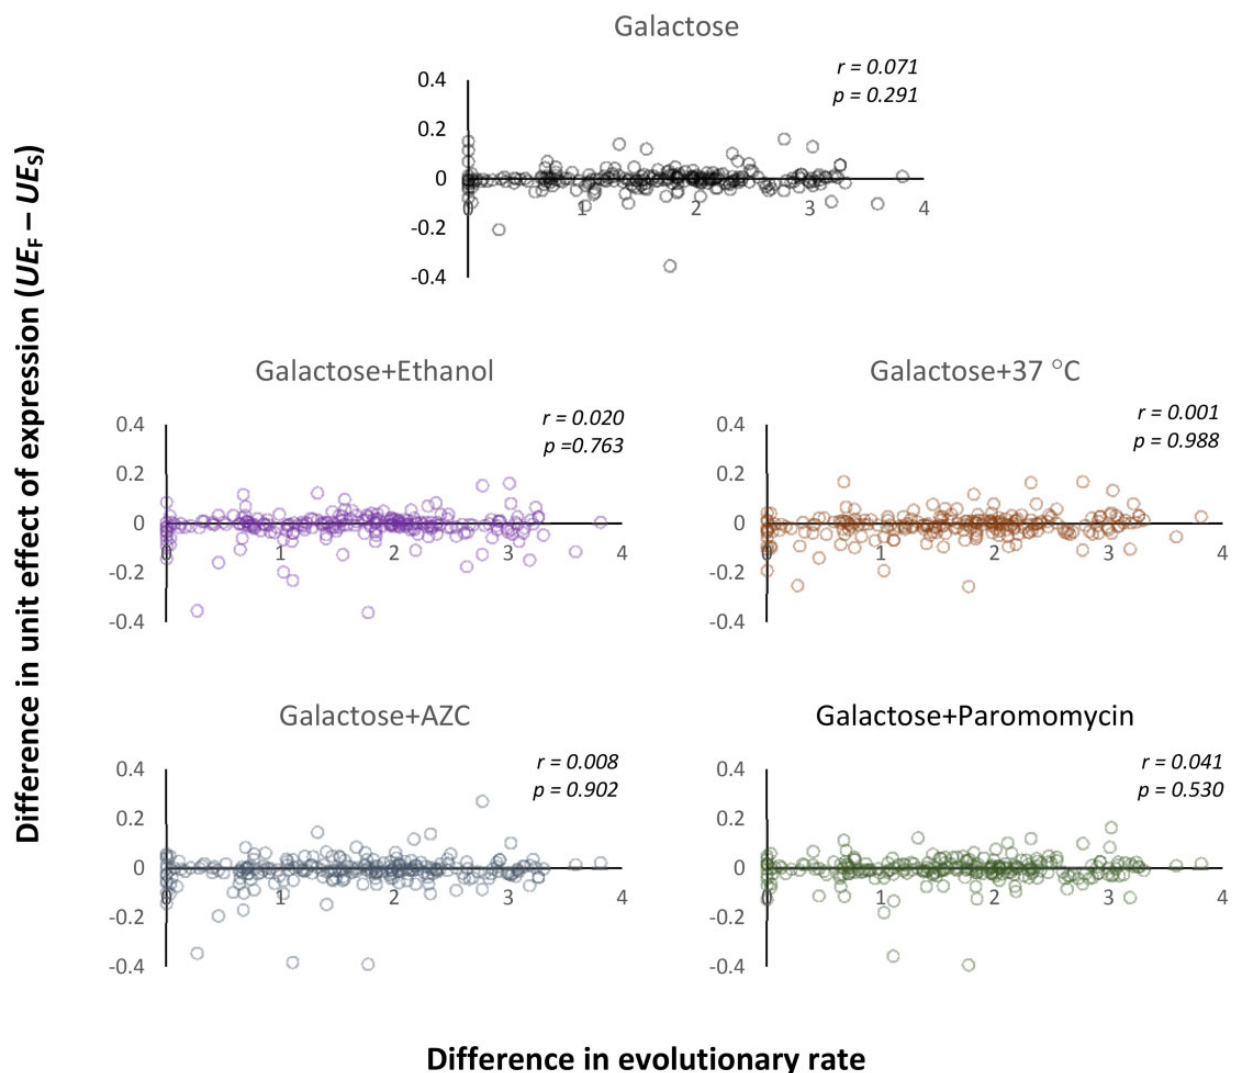 Galactose
r = 0.071
p = 0.291
0.4
0.2
0
-0.2
-0.4
0
1
2
3
4
Difference in unit effect of expression (UEF – UES)
Galactose+Ethanol
r = 0.020
p =0.763
0.4
0.2
0
-0.2
-0.4
0
1
2
3
4
Galactose+37 °C
r = 0.001
p = 0.988
0.4
0.2
0
-0.2
-0.4
0
1
2
3
4
Galactose+AZC
r = 0.008
p = 0.902
0.4
0.2
0
-0.2
-0.4
0
1
2
3
4
Galactose+Paromomycin
r = 0.041
p = 0.530
0.4
0.2
0
-0.2
-0.4
0
1
2
3
4
Difference in evolutionary rate